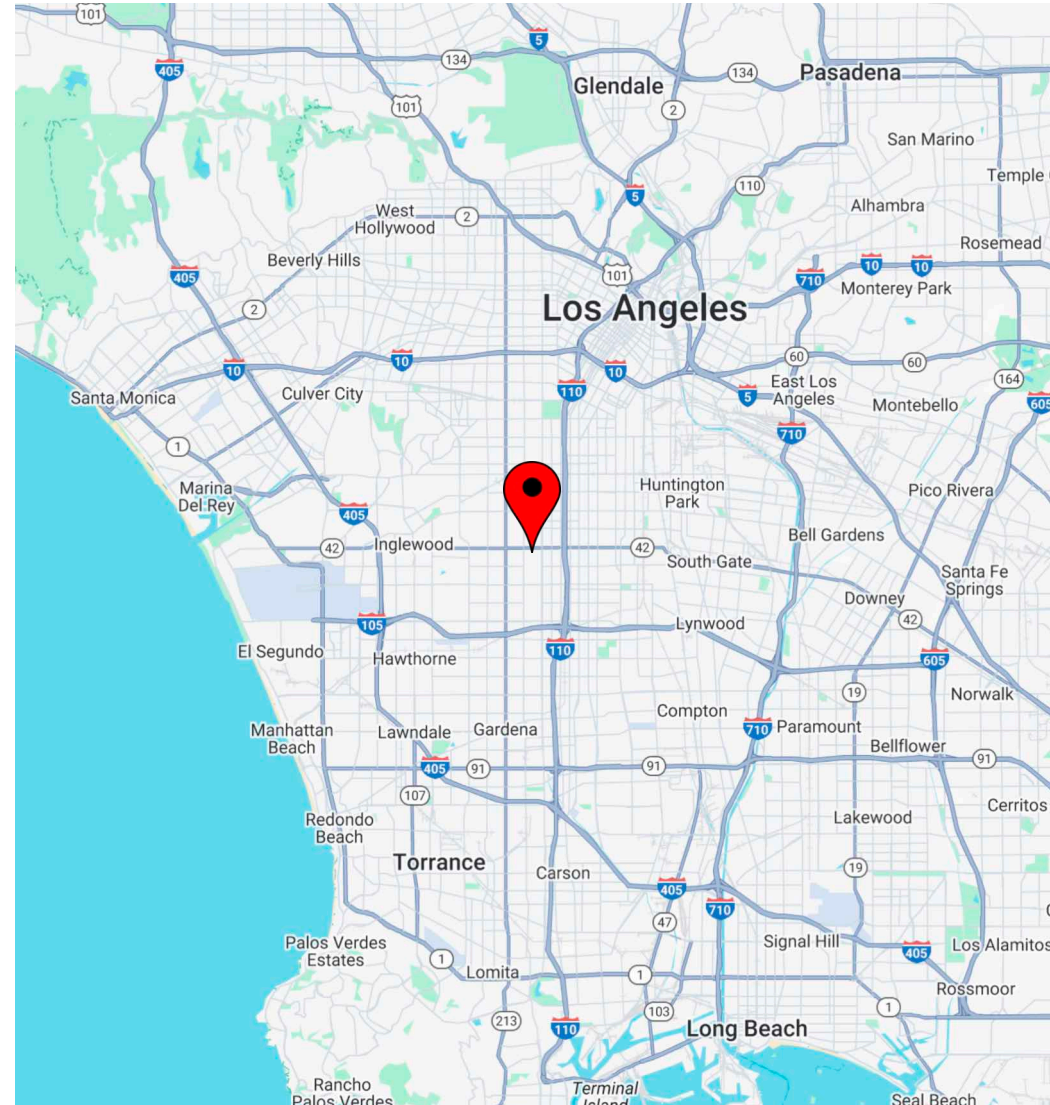 101
5
405
134
Glendale
134
Pasadena
101
2
San Marino
Temple
110
5
West
Hollywood
2
Alhambra
Rosemead
Beverly Hills
405
101
710
10
10
Monterey Park
2
Los Angeles
10
10
10
60
60
Santa Monica
Culver City
110
5
East Los
Angeles
Montebello
164
605
1
710
Marina
Del Rey
Huntington
Park
Pico Rivera
405
Bell Gardens
42
Inglewood
42
South Gate
Santa Fe
Springs
Downey
42
105
Lynwood
El Segundo
Hawthorne
110
605
19
Norwalk
Compton
Manhattan
Beach
Lawndale
Gardena
710
Paramount
Bellflower
405
91
91
91
107
Cerritos
Redondo
Beach
Lakewood
Torrance
Carson
19
405
710
47
Palos Verdes
Estates
Signal Hill
405
Los Alamitos
1
Lomita
1
Rossmoor
1
213
110
103
Long Beach
Rancho
Palos Verdes
Terminal
Island
Seal Beach